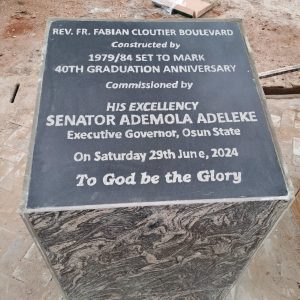 REV. FR. FABIAN CLOUTIER BOULEVARD
Constructed by
1979/84 SET TO MARK
40TH GRADUATION ANNIVERSARY
Commissioned by
HIS EXCELLENCY
SENATOR ADEMOLA ADELEKE
Executive Governor, Osun State
On Saturday 29th June, 2024
To God be the Glory